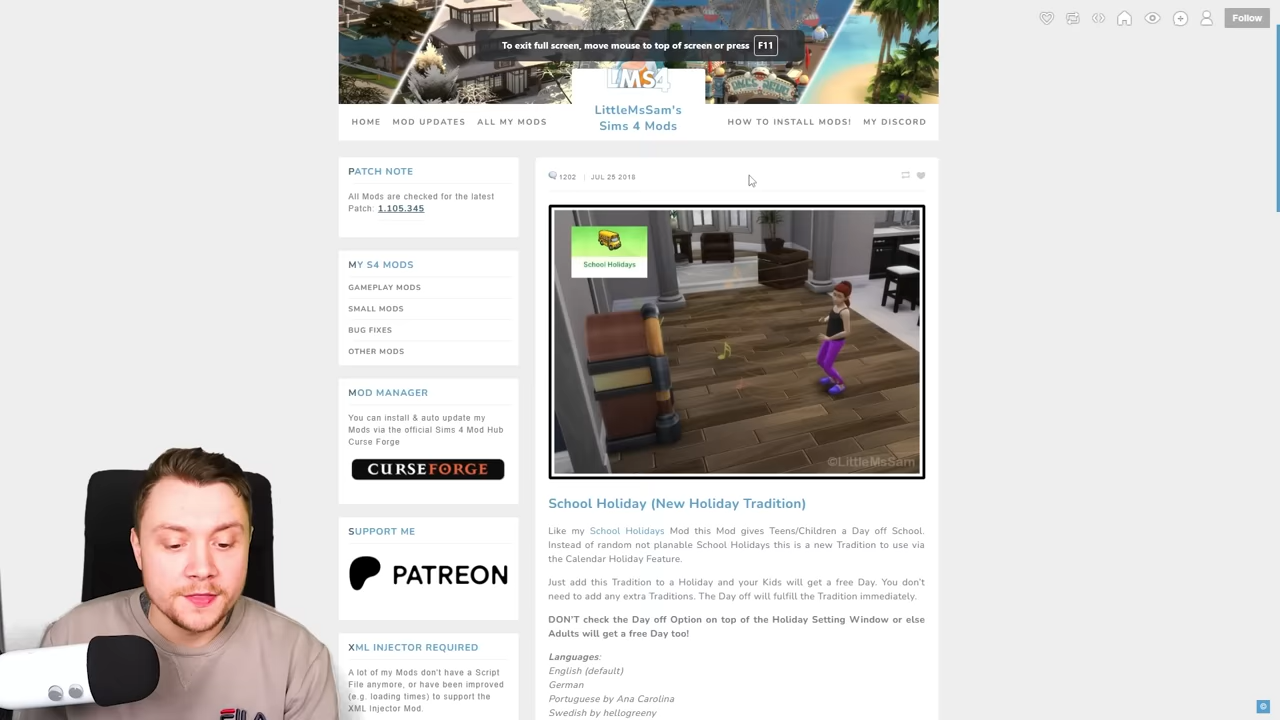 Follow
To exit full screen, move mouse to top of screen or press F11
LMS4
LittleMsSam's
Sims 4 Mods
HOME MOD UPDATES ALL MY MODS
HOW TO INSTALL MODS! MY DISCORD
PATCH NOTE
All Mods are checked for the latest
Patch: 1.105.345
MY S4 MODS
GAMEPLAY MODS
SMALL MODS
BUG FIXES
OTHER MODS
MOD MANAGER
You can install & auto update my
Mods via the official Sims 4 Mod Hub
Curse Forge
CURSEFORGE
SUPPORT ME
PATREON
XML INJECTOR REQUIRED
A lot of my Mods don't have a Script
File anymore, or have been improved
(e.g. loading times) to support the
XML Injector Mod.
1202 | JUL 25 2018
School Holidays
©LittleMsSam
School Holiday (New Holiday Tradition)
Like my School Holidays Mod this Mod gives Teens/Children a Day off School.
Instead of random not planable School Holidays this is a new Tradition to use via
the Calendar Holiday Feature.
Just add this Tradition to a Holiday and your Kids will get a free Day. You don't
need to add any extra Traditions. The Day off will fulfill the Tradition immediately.
DON'T check the Day off Option on top of the Holiday Setting Window or else
Adults will get a free Day too!
Languages:
English (default)
German
Portuguese by Ana Carolina
Swedish by hellogreeny
FILA